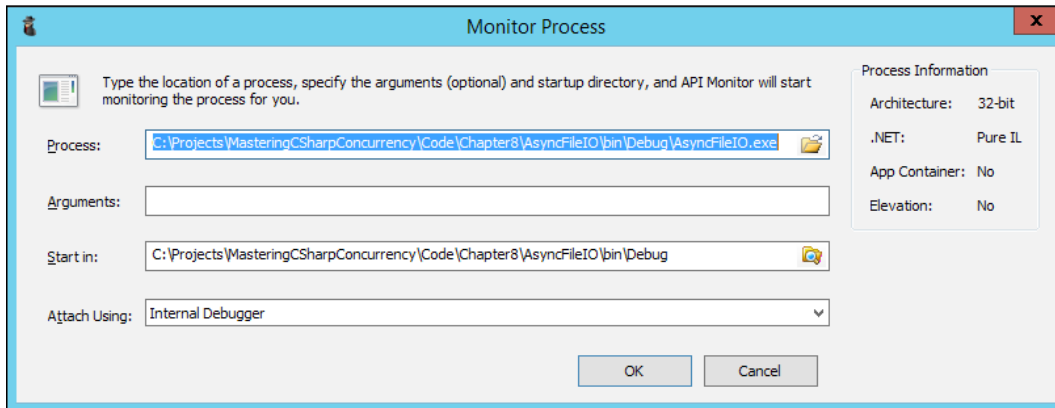 Monitor Process
x
Type the location of a process, specify the arguments (optional) and startup directory, and API Monitor will start
monitoring the process for you.
Process:
C:\Projects\MasteringCSharpConcurrency\Code\Chapter8\AsyncFileIO\bin\Debug\AsyncFileIO.exe
Arguments:
Start in:
C:\Projects\MasteringCSharpConcurrency\Code\Chapter8\AsyncFileIO\bin\Debug
Attach Using:
Internal Debugger
OK
Cancel
Process Information
Architecture: 32-bit
.NET: Pure IL
App Container: No
Elevation: No